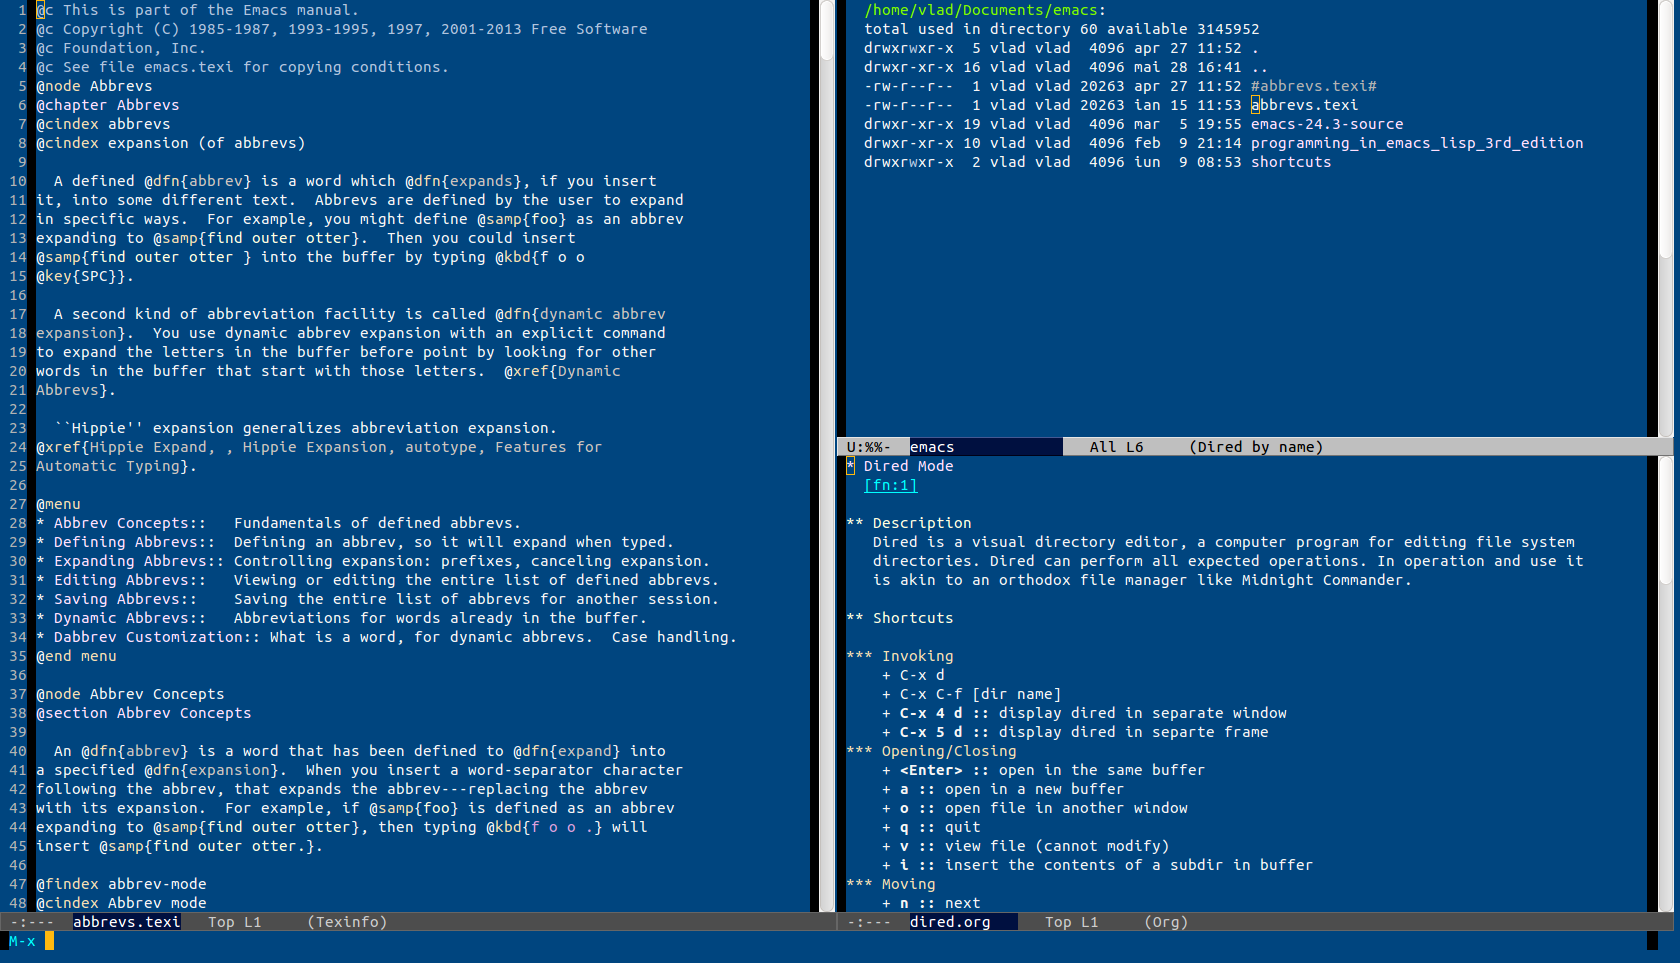 1 @c This is part of the Emacs manual.
2 @c Copyright (C) 1985-1987, 1993-1995, 1997, 2001-2013 Free Software
3 @c Foundation, Inc.
4 @c See file emacs.texi for copying conditions.
5 @node Abbrevs
6 @chapter Abbrevs
7 @cindex abbrevs
8 @cindex expansion (of abbrevs)
9
10   A defined @dfn{abbrev} is a word which @dfn{expands}, if you insert
11 it, into some different text.  Abbrevs are defined by the user to expand
12 in specific ways.  For example, you might define @samp{foo} as an abbrev
13 expanding to @samp{find outer otter}.  Then you could insert
14 @samp{find outer otter } into the buffer by typing @kbd{f o o
15 @key{SPC}}.
16
17   A second kind of abbreviation facility is called @dfn{dynamic abbrev
18 expansion}.  You use dynamic abbrev expansion with an explicit command
19 to expand the letters in the buffer before point by looking for other
20 words in the buffer that start with those letters.  @xref{Dynamic
21 Abbrevs}.
22
23   ``Hippie'' expansion generalizes abbreviation expansion.
24 @xref{Hippie Expand, , Hippie Expansion, autotype, Features for
25 Automatic Typing}.
26
27 @menu
28 * Abbrev Concepts::   Fundamentals of defined abbrevs.
29 * Defining Abbrevs::  Defining an abbrev, so it will expand when typed.
30 * Expanding Abbrevs:: Controlling expansion: prefixes, canceling expansion.
31 * Editing Abbrevs::   Viewing or editing the entire list of defined abbrevs.
32 * Saving Abbrevs::    Saving the entire list of abbrevs for another session.
33 * Dynamic Abbrevs::   Abbreviations for words already in the buffer.
34 * Dabbrev Customization:: What is a word, for dynamic abbrevs.  Case handling.
35 @end menu
36
37 @node Abbrev Concepts
38 @section Abbrev Concepts
39
40   An @dfn{abbrev} is a word that has been defined to @dfn{expand} into
41 a specified @dfn{expansion}.  When you insert a word-separator character
42 following the abbrev, that expands the abbrev---replacing the abbrev
43 with its expansion.  For example, if @samp{foo} is defined as an abbrev
44 expanding to @samp{find outer otter}, then typing @kbd{f o o .} will
45 insert @samp{find outer otter.}.
46
47 @findex abbrev-mode
48 @cindex Abbrev mode
-:---  abbrevs.texi   Top L1     (Texinfo)
/home/vlad/Documents/emacs:
total used in directory 60 available 3145952
drwxrwxr-x  5 vlad vlad  4096 apr 27 11:52 .
drwxr-xr-x 16 vlad vlad  4096 mai 28 16:41 ..
-rw-r--r--  1 vlad vlad 20263 apr 27 11:52 #abbrevs.texi#
-rw-r--r--  1 vlad vlad 20263 ian 15 11:53 abbrevs.texi
drwxr-xr-x 19 vlad vlad  4096 mar  5 19:55 emacs-24.3-source
drwxr-xr-x 10 vlad vlad  4096 feb  9 21:14 programming_in_emacs_lisp_3rd_edition
drwxrwxr-x  2 vlad vlad  4096 iun  9 08:53 shortcuts
U:%%-  emacs   All L6     (Dired by name)
* Dired Mode
[fn:1]
** Description
Dired is a visual directory editor, a computer program for editing file system
directories. Dired can perform all expected operations. In operation and use it
is akin to an orthodox file manager like Midnight Commander.
** Shortcuts
*** Invoking
+ C-x d
+ C-x C-f [dir name]
+ C-x 4 d :: display dired in separate window
+ C-x 5 d :: display dired in separte frame
*** Opening/Closing
+ <Enter> :: open in the same buffer
+ a :: open in a new buffer
+ o :: open file in another window
+ q :: quit
+ v :: view file (cannot modify)
+ i :: insert the contents of a subdir in buffer
*** Moving
+ n :: next
-:---  dired.org   Top L1     (Org)
M-x